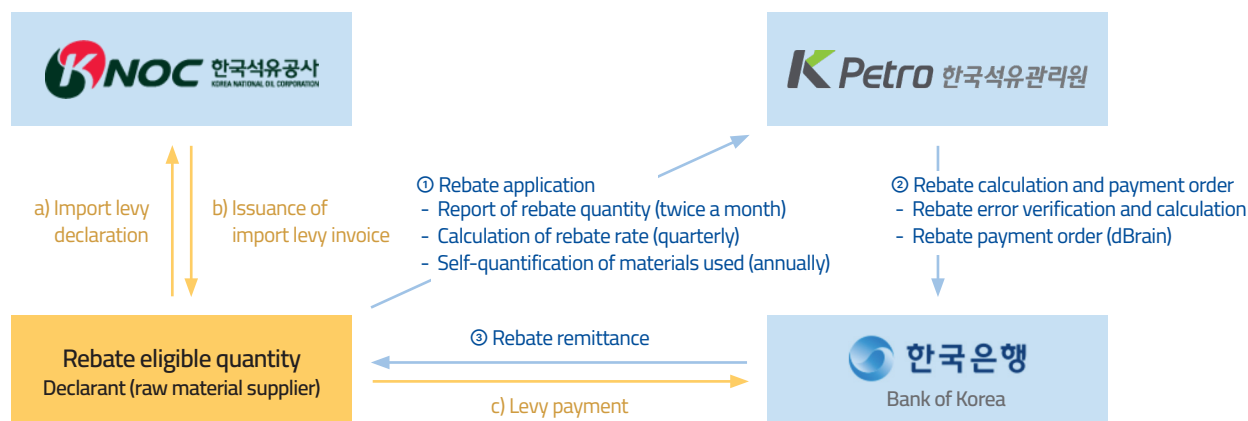 KNOC 한국석유공사
KOREA NATIONAL OIL CORPORATION
K Petro 한국석유관리원
a) Import levy
declaration
b) Issuance of
import levy invoice
① Rebate application
- Report of rebate quantity (twice a month)
- Calculation of rebate rate (quarterly)
- Self-quantification of materials used (annually)
② Rebate calculation and payment order
- Rebate error verification and calculation
- Rebate payment order (dBrain)
Rebate eligible quantity
Declarant (raw material supplier)
③ Rebate remittance
c) Levy payment
한국은행
Bank of Korea